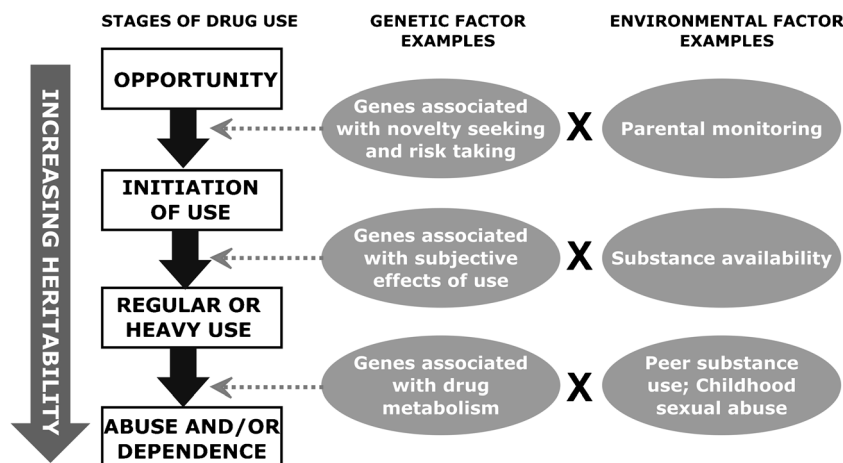 STAGES OF DRUG USE
GENETIC FACTOR
EXAMPLES
ENVIRONMENTAL FACTOR
EXAMPLES
INCREASING HERITABILITY
OPPORTUNITY
Genes associated
with novelty seeking
and risk taking
X
Parental monitoring
INITIATION
OF USE
Genes associated
with subjective
effects of use
X
Substance availability
REGULAR OR
HEAVY USE
Genes associated
with drug
metabolism
X
Peer substance
use; Childhood
sexual abuse
ABUSE AND/OR
DEPENDENCE